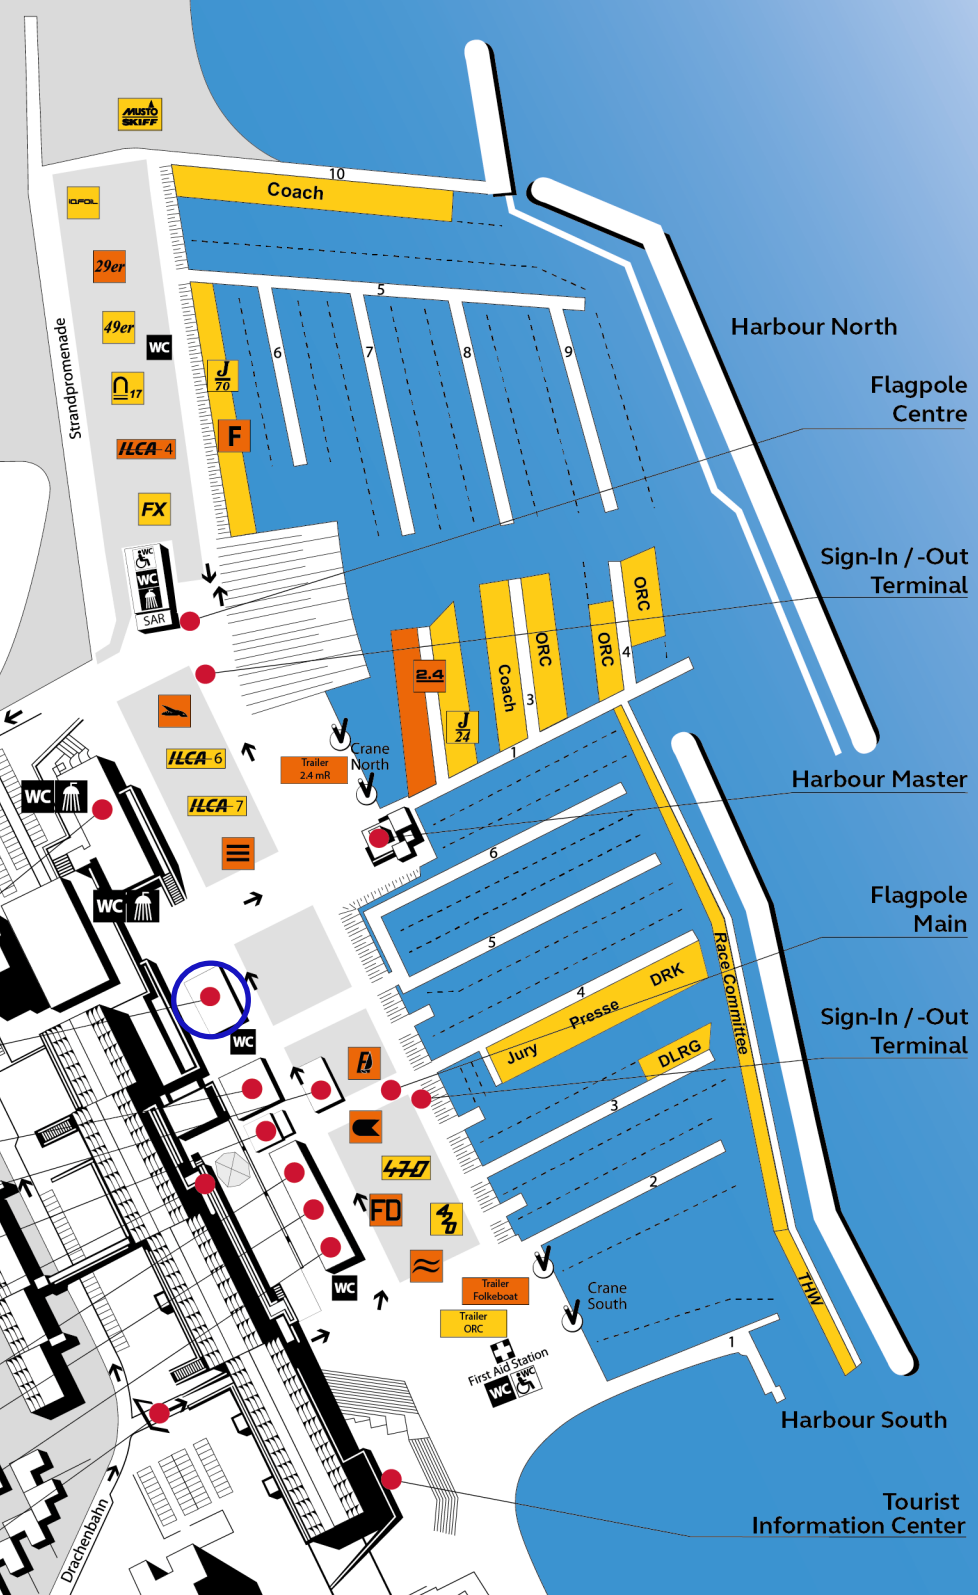 MUSTO
SKIFF
10
Coach
iQFOiL
29er
5
49er
WC
Harbour North
Strandpromenade
6
7
8
9
J
70
17
Flagpole
Centre
F
ILCA-4
FX
WC
WC
SAR
Sign-In / -Out
Terminal
ORC
ORC
ORC
Coach
4
2.4
3
J
24
1
ILCA-6
Crane
North
Trailer
2.4 mR
Harbour Master
WC
ILCA-7
6
WC
Flagpole
Main
5
4
DRK
Presse
Jury
Race Committee
Sign-In / -Out
Terminal
WC
DLRG
3
470
2
FD
470
WC
Trailer
Folkeboat
Crane
South
Trailer
ORC
THW
1
First Aid Station
WC
WC
Harbour South
Drachenbahn
Tourist
Information Center